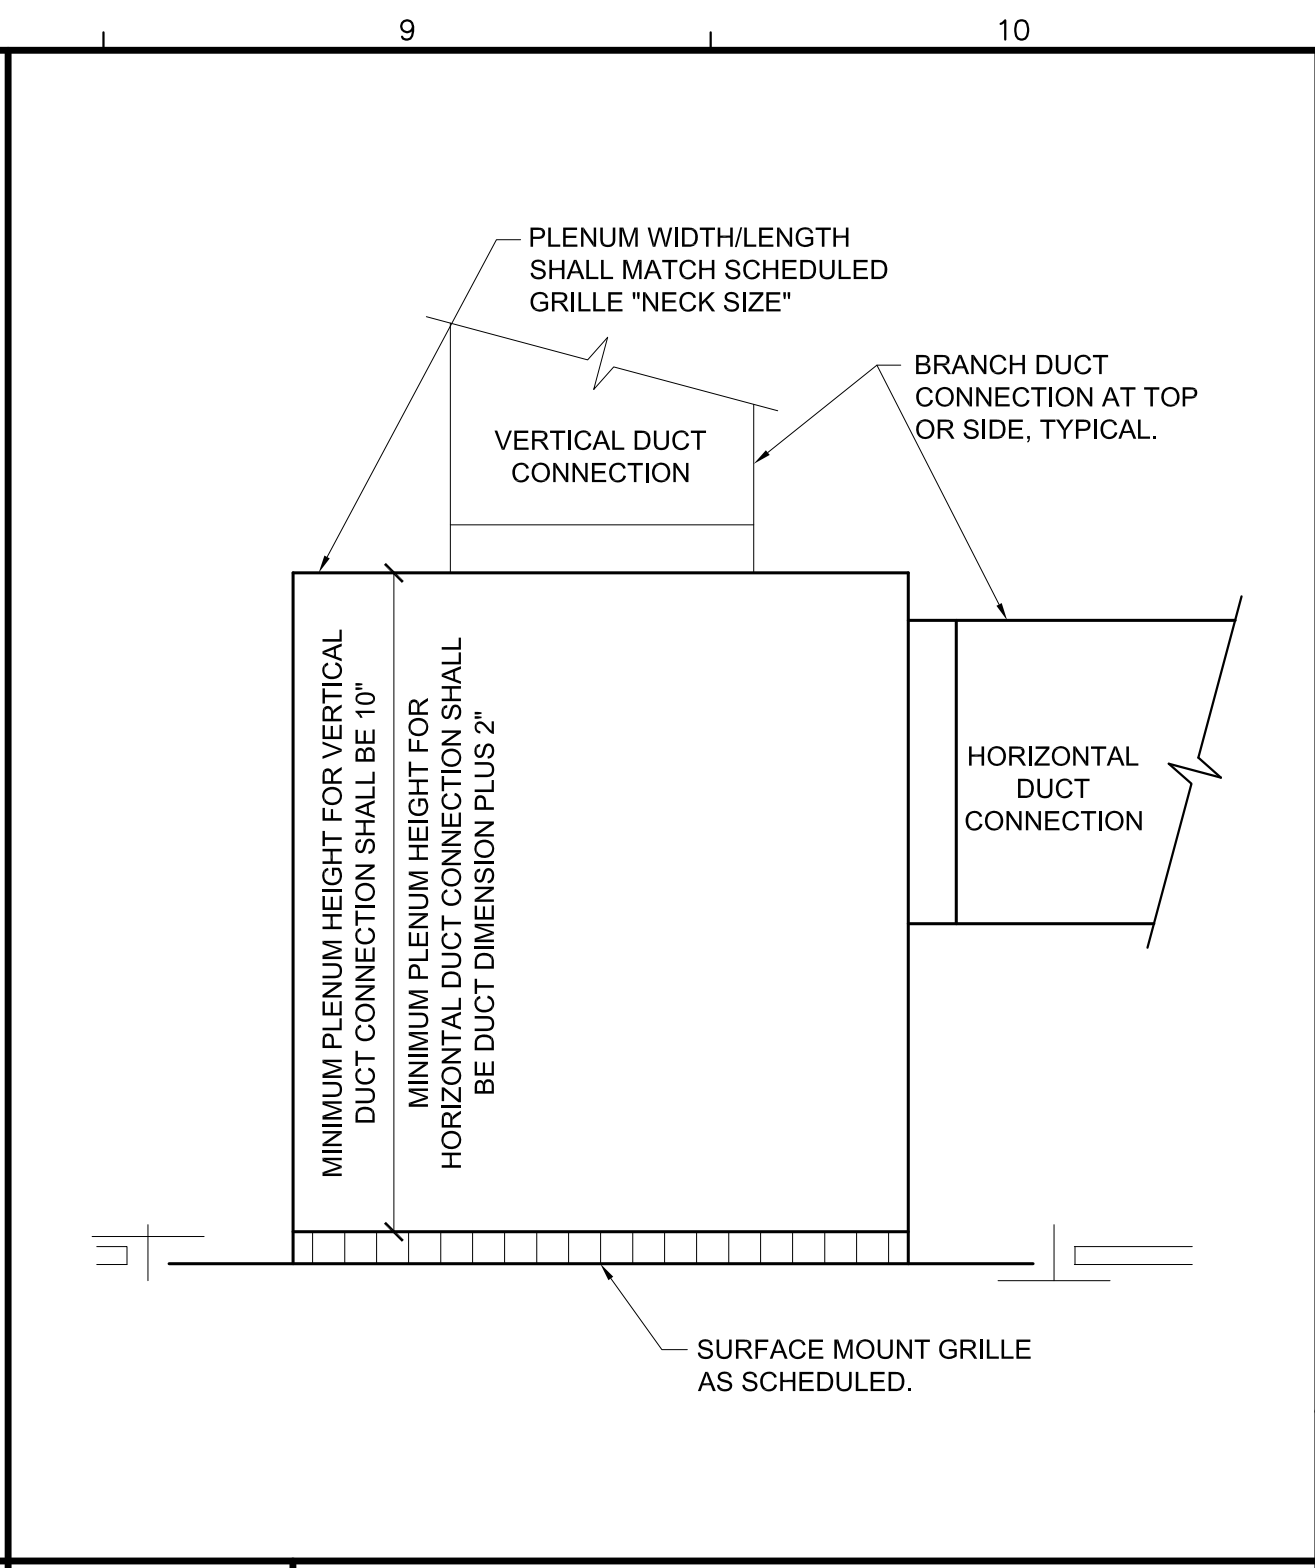 9
10
PLENUM WIDTH/LENGTH
SHALL MATCH SCHEDULED
GRILLE "NECK SIZE"
BRANCH DUCT
CONNECTION AT TOP
OR SIDE, TYPICAL.
VERTICAL DUCT
CONNECTION
MINIMUM PLENUM HEIGHT FOR VERTICAL
DUCT CONNECTION SHALL BE 10"
MINIMUM PLENUM HEIGHT FOR
HORIZONTAL DUCT CONNECTION SHALL
BE DUCT DIMENSION PLUS 2"
HORIZONTAL
DUCT
CONNECTION
SURFACE MOUNT GRILLE
AS SCHEDULED.